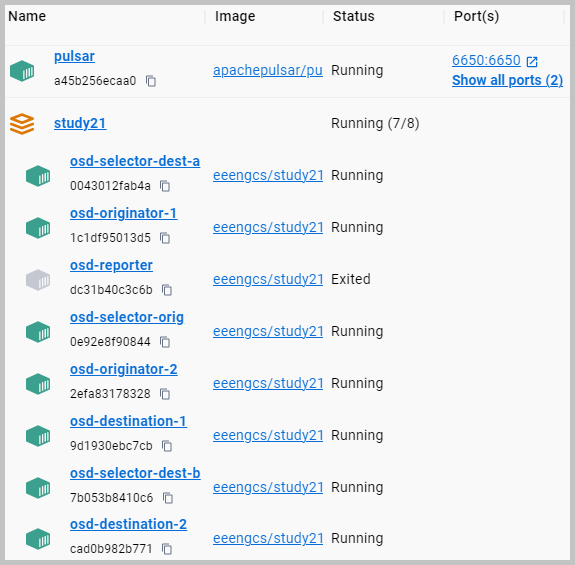 Name Image Status Port(s)
pulsar
a45b256ecaa0
apachepulsar/pu
Running
6650:6650
Show all ports (2)
study21
Running (7/8)
osd-selector-dest-a
0043012fab4a
eeengcs/study21
Running
osd-originator-1
1c1df95013d5
eeengcs/study21
Running
osd-reporter
dc31b40c3c6b
eeengcs/study21
Exited
osd-selector-orig
0e92e8f90844
eeengcs/study21
Running
osd-originator-2
2efa83178328
eeengcs/study21
Running
osd-destination-1
9d1930ebc7cb
eeengcs/study21
Running
osd-selector-dest-b
7b053b8410c6
eeengcs/study21
Running
osd-destination-2
cad0b982b771
eeengcs/study21
Running